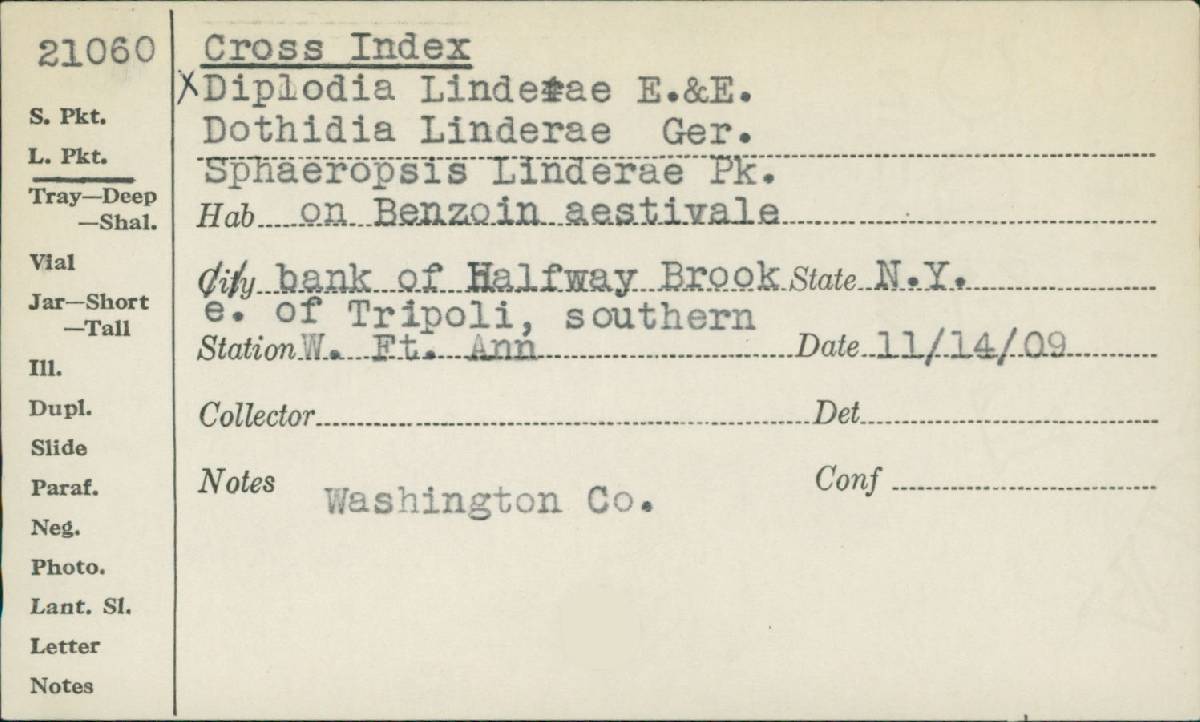 21060
S. Pkt.
L. Pkt.
Tray—Deep
—Shal.
Vial
Jar—Short
—Tall
Ill.
Dupl.
Slide
Paraf.
Neg.
Photo.
Lant. Sl.
Letter
Notes
Cross Index
X Diplodia Linderae E.&E.
Dothidia Linderae Ger.
Sphaeropsis Linderae Pk.
Hab on Benzoin aestivale
City bank of Halfway Brook State N.Y.
e. of Tripoli, southern
Station W. Ft. Ann Date 11/14/09
Collector Det
Notes Conf
Washington Co.